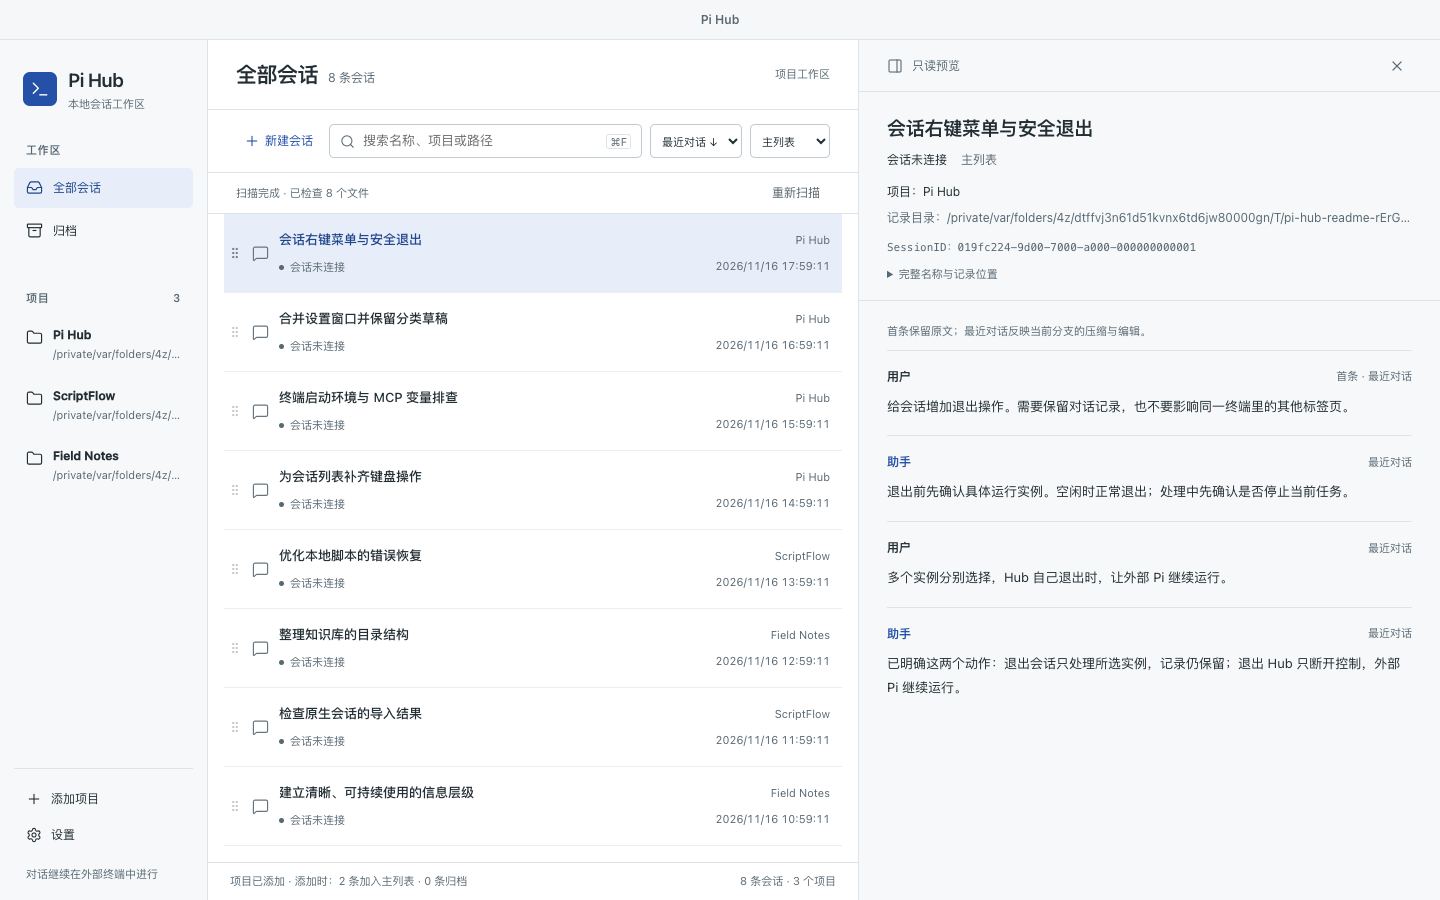 Pi Hub
Pi Hub
本地会话工作区
工作区
全部会话
归档
项目 3
Pi Hub
/private/var/folders/4z/...
ScriptFlow
/private/var/folders/4z/...
Field Notes
/private/var/folders/4z/...
添加项目
设置
对话继续在外部终端中进行
全部会话 8 条会话 项目工作区
新建会话 搜索名称、项目或路径 ⌘F 最近对话 ↓ 主列表
扫描完成 · 已检查 8 个文件 重新扫描
会话右键菜单与安全退出 Pi Hub
会话未连接 2026/11/16 17:59:11
合并设置窗口并保留分类草稿 Pi Hub
会话未连接 2026/11/16 16:59:11
终端启动环境与 MCP 变量排查 Pi Hub
会话未连接 2026/11/16 15:59:11
为会话列表补齐键盘操作 Pi Hub
会话未连接 2026/11/16 14:59:11
优化本地脚本的错误恢复 ScriptFlow
会话未连接 2026/11/16 13:59:11
整理知识库的目录结构 Field Notes
会话未连接 2026/11/16 12:59:11
检查原生会话的导入结果 ScriptFlow
会话未连接 2026/11/16 11:59:11
建立清晰、可持续使用的信息层级 Field Notes
会话未连接 2026/11/16 10:59:11
项目已添加 · 添加时：2 条加入主列表 · 0 条归档 8 条会话 · 3 个项目
只读预览
会话右键菜单与安全退出
会话未连接 主列表
项目：Pi Hub
记录目录：/private/var/folders/4z/dtffvj3n61d51kvnx6td6jw80000gn/T/pi-hub-readme-rErG...
SessionID: 019fc224-9d00-7000-a000-000000000001
完整名称与记录位置
首条保留原文；最近对话反映当前分支的压缩与编辑。
用户 首条 · 最近对话
给会话增加退出操作。需要保留对话记录，也不要影响同一终端里的其他标签页。
助手 最近对话
退出前先确认具体运行实例。空闲时正常退出；处理中先确认是否停止当前任务。
用户 最近对话
多个实例分别选择，Hub 自己退出时，让外部 Pi 继续运行。
助手 最近对话
已明确这两个动作：退出会话只处理所选实例，记录仍保留；退出 Hub 只断开控制，外部
Pi 继续运行。